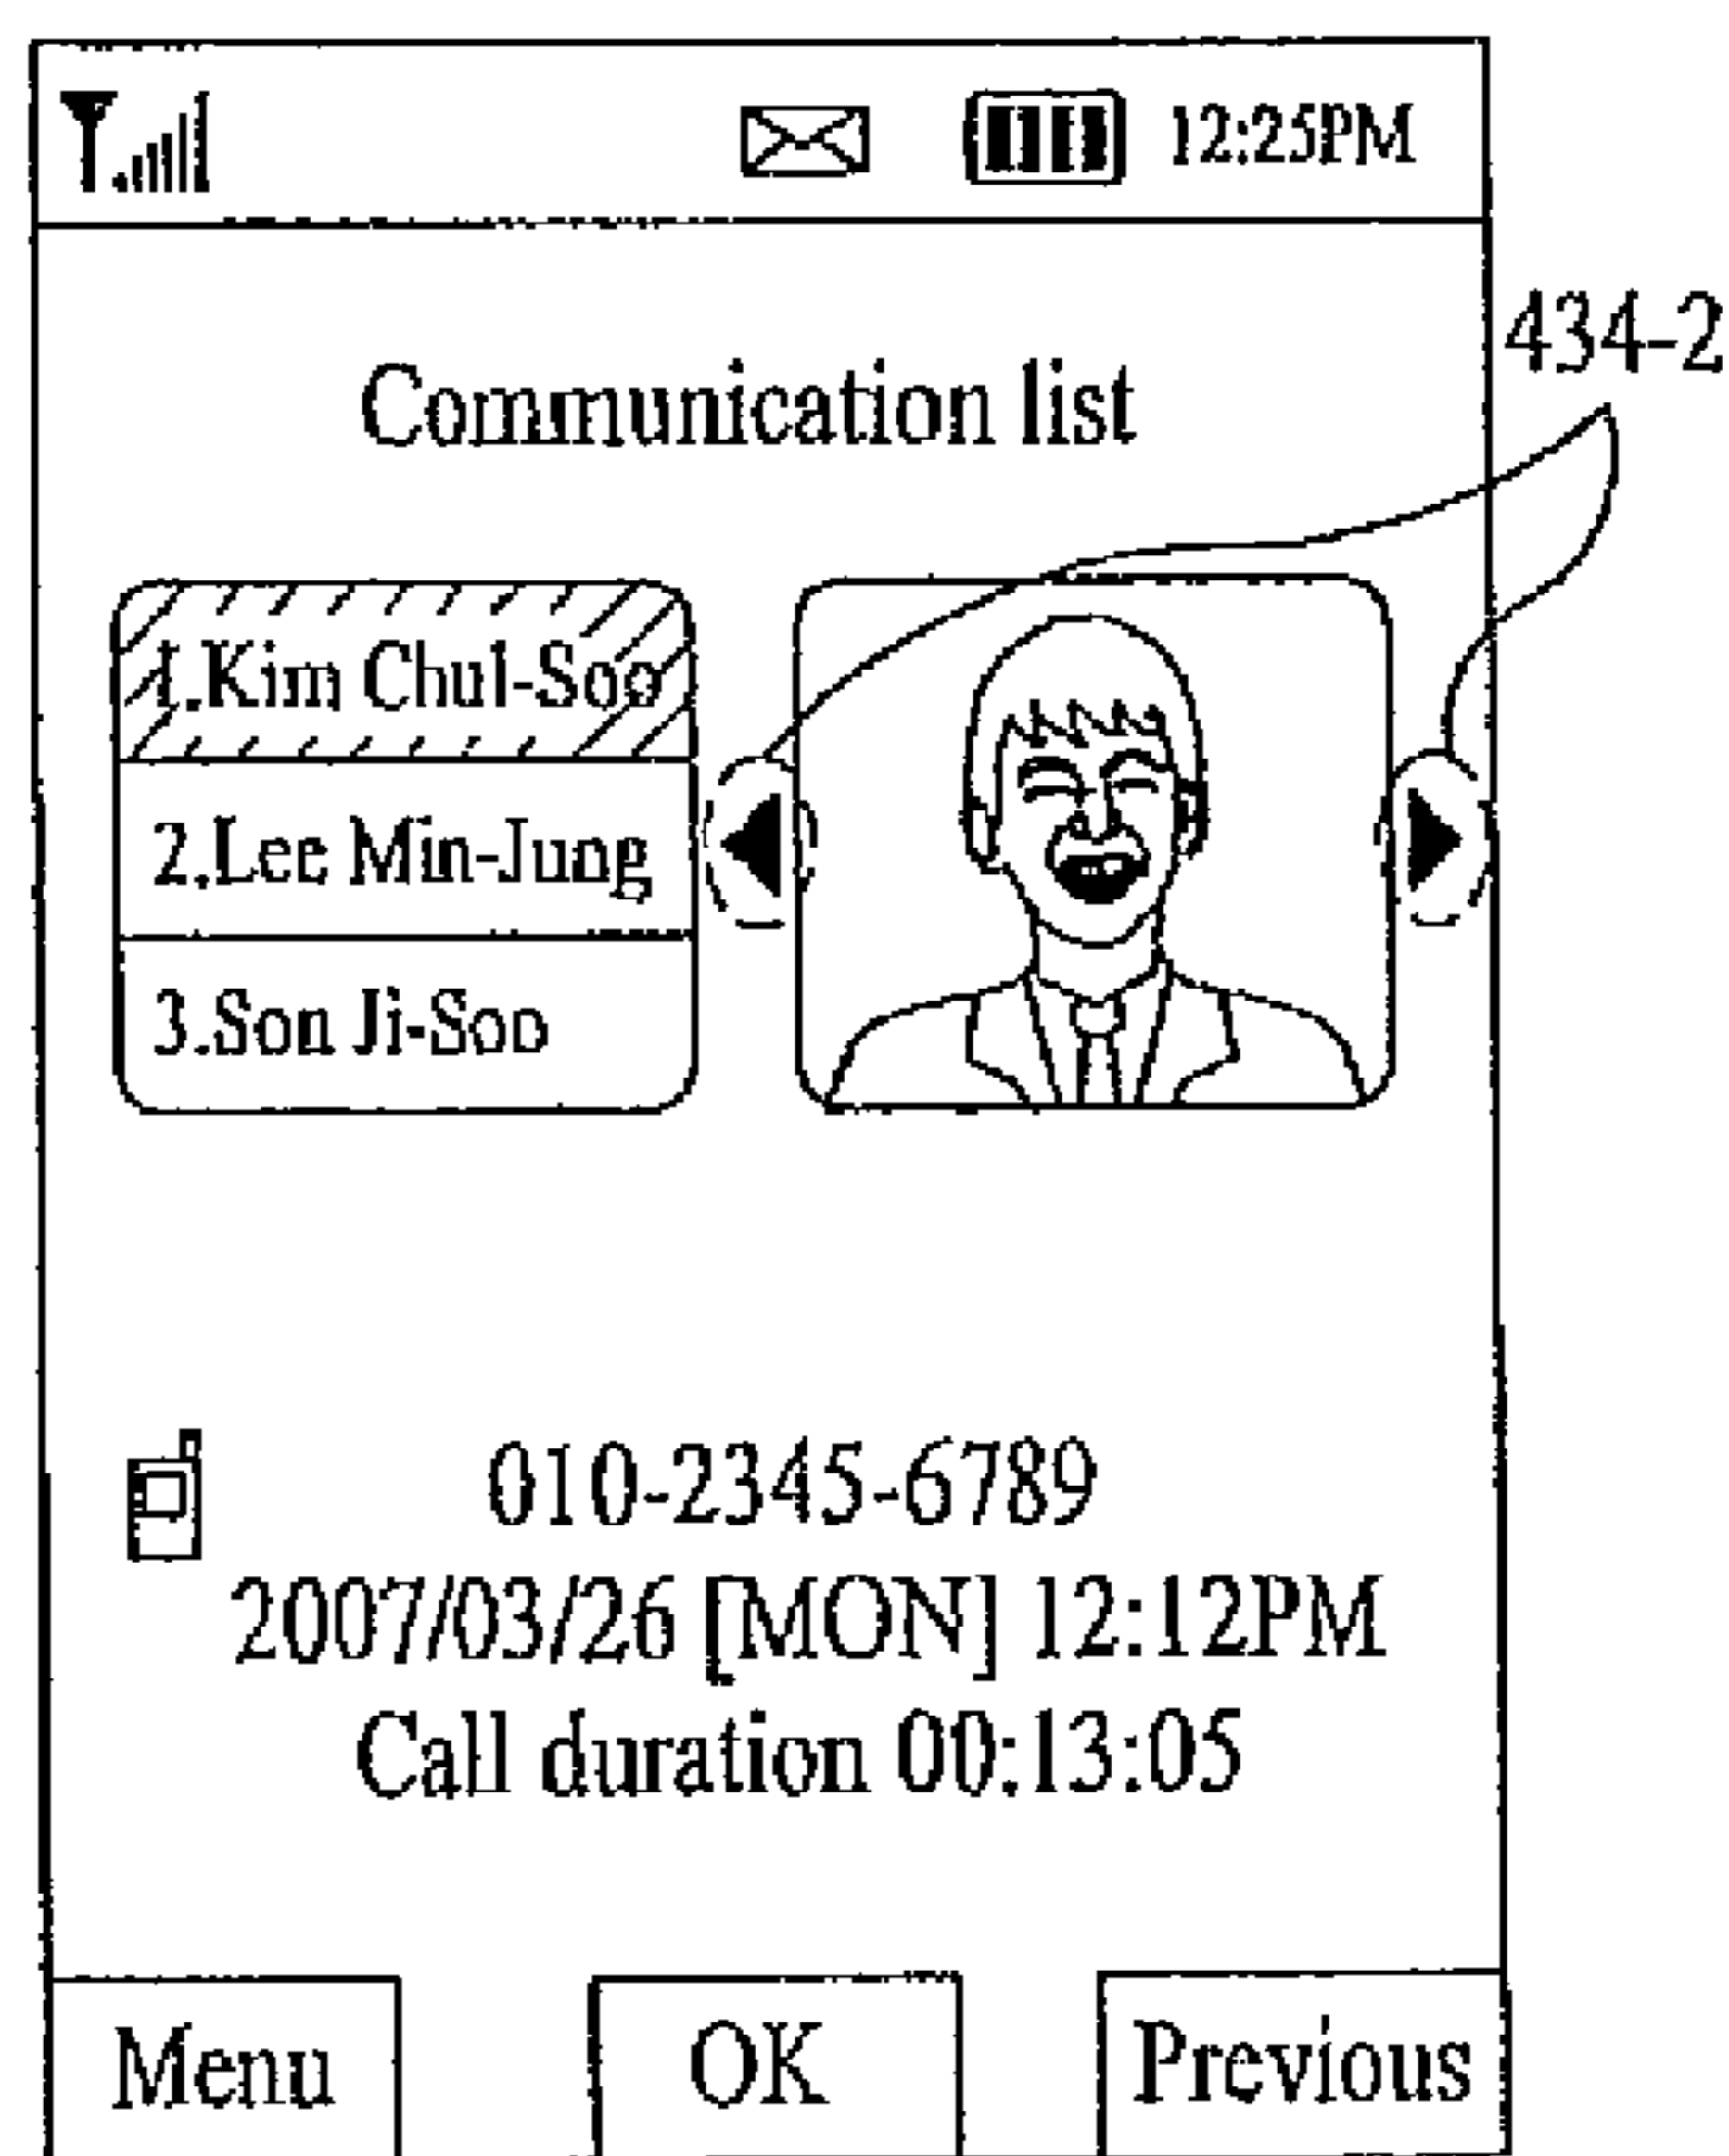 12:25PM
434-2
Communication list
1.Kim Chul-Soo
2.Lee Min-Jung
3.Son Ji-Soo
010-2345-6789
2007/03/26 [MON] 12:12PM
Call duration 00:13:05
Menu OK Previous